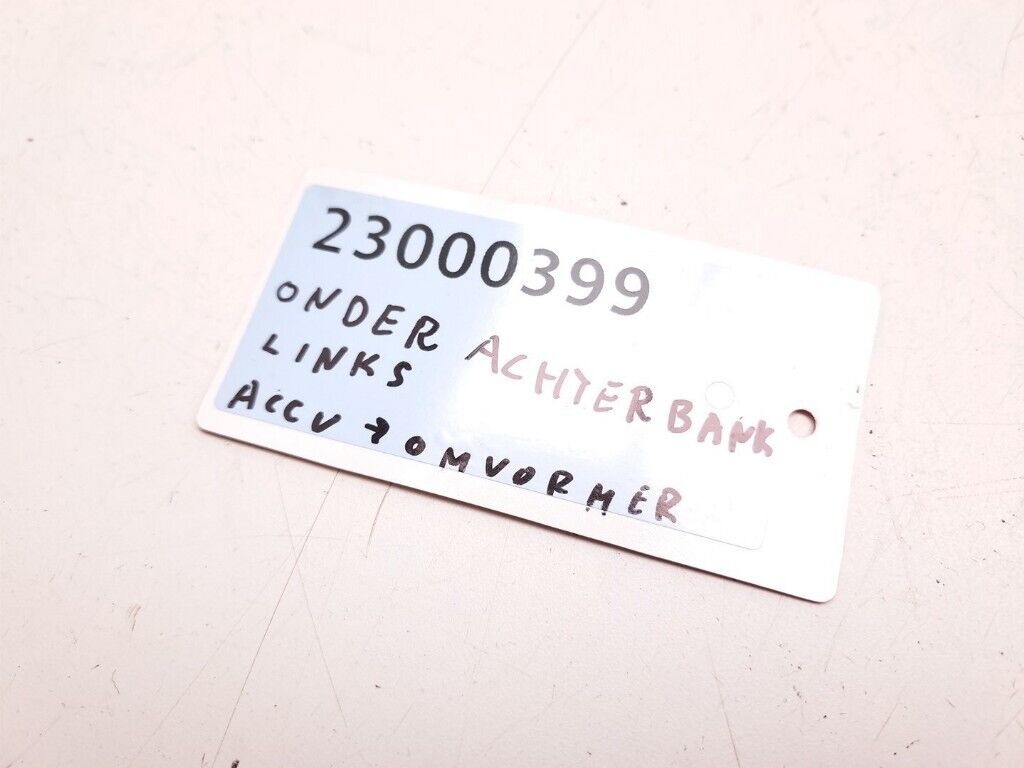 23000399
ONDER ACHTERBANK
LINKS
ACCU → OMVORMER